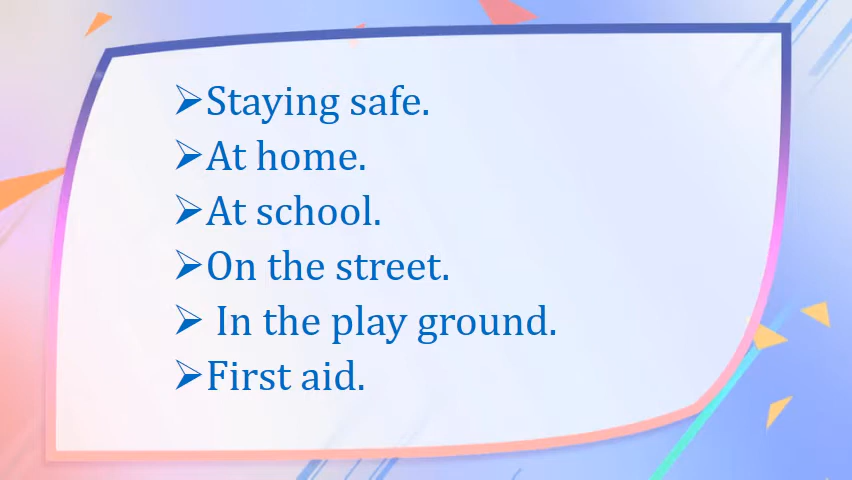 ➢Staying safe.
➢At home.
➢At school.
➢On the street.
➢ In the play ground.
➢First aid.